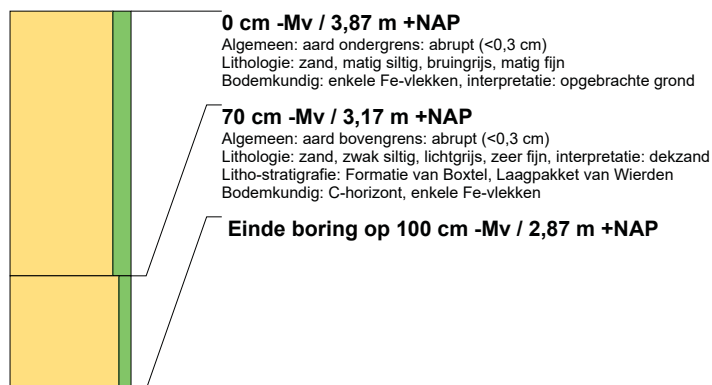 0 cm -Mv / 3,87 m +NAP
Algemeen: aard ondergrens: abrupt (<0,3 cm)
Lithologie: zand, matig siltig, bruingrijs, matig fijn
Bodemkundig: enkele Fe-vlekken, interpretatie: opgebrachte grond
70 cm -Mv / 3,17 m +NAP
Algemeen: aard bovengrens: abrupt (<0,3 cm)
Lithologie: zand, zwak siltig, lichtgrijs, zeer fijn, interpretatie: dekzand
Litho-stratigrafie: Formatie van Boxtel, Laagpakket van Wierden
Bodemkundig: C-horizont, enkele Fe-vlekken
Einde boring op 100 cm -Mv / 2,87 m +NAP